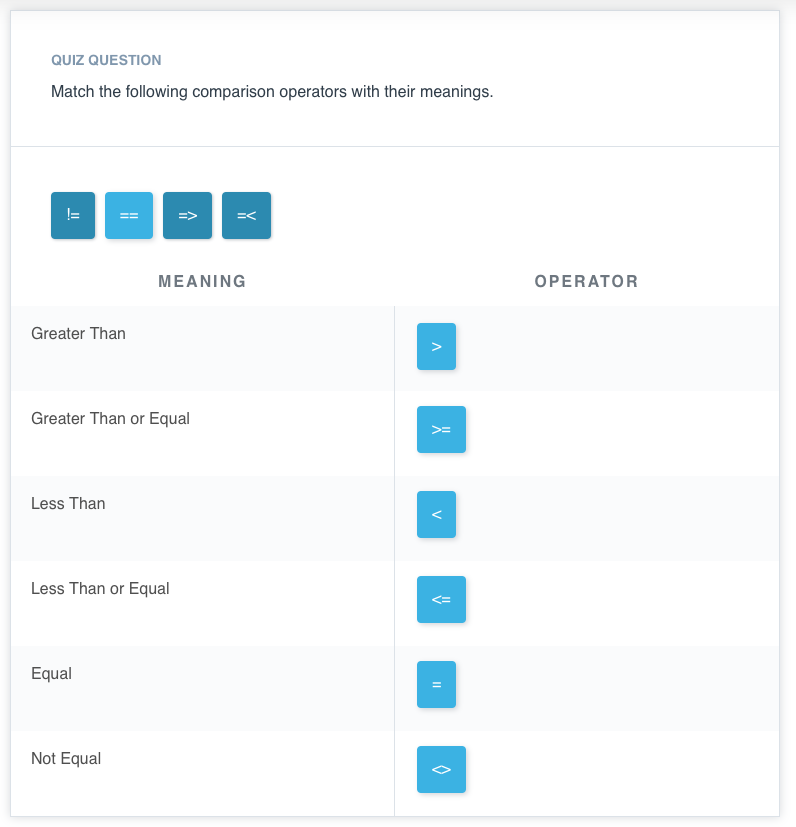 QUIZ QUESTION
Match the following comparison operators with their meanings.
!= == => =<
MEANING OPERATOR
Greater Than >
Greater Than or Equal >=
Less Than <
Less Than or Equal <=
Equal =
Not Equal <>